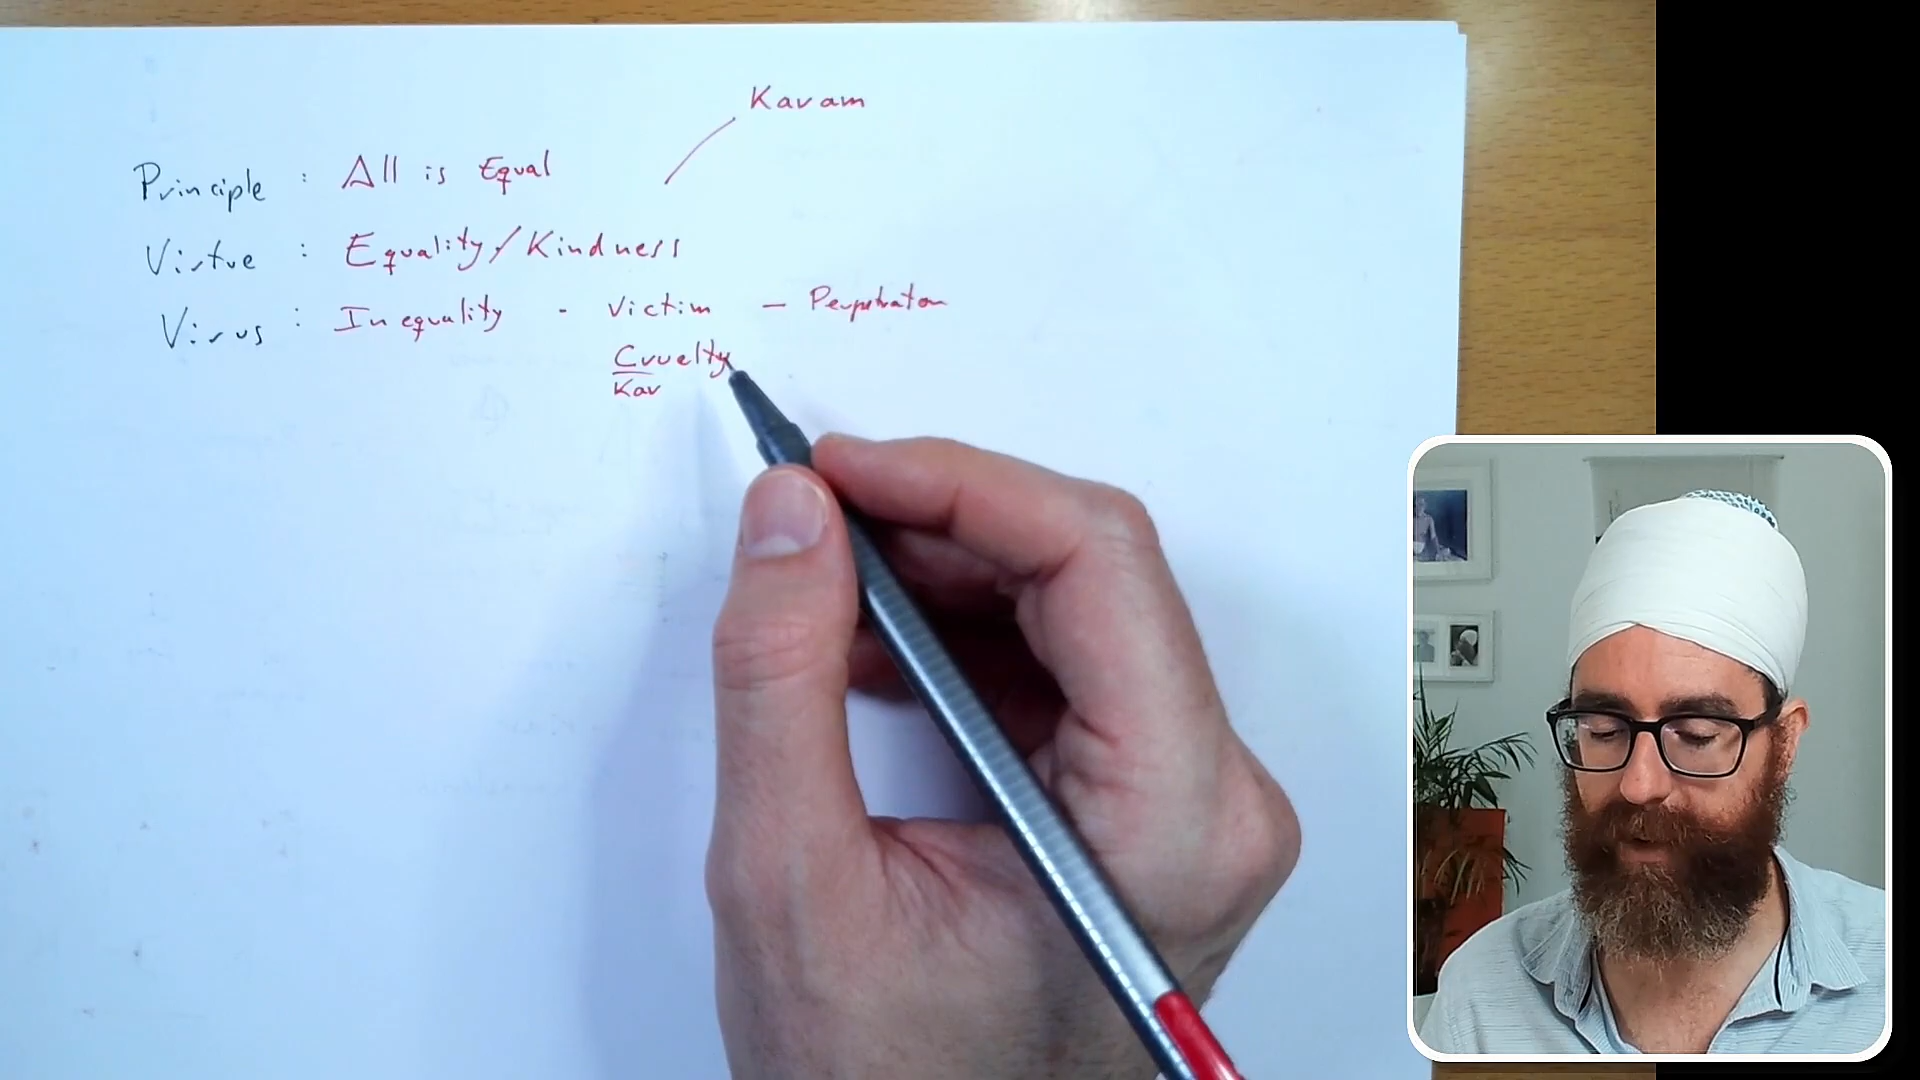 Karam
Principle : All is Equal
Virtue : Equality/Kindness
Virus : Inequality - Victim - Perpetrator
Cruelty
Kar